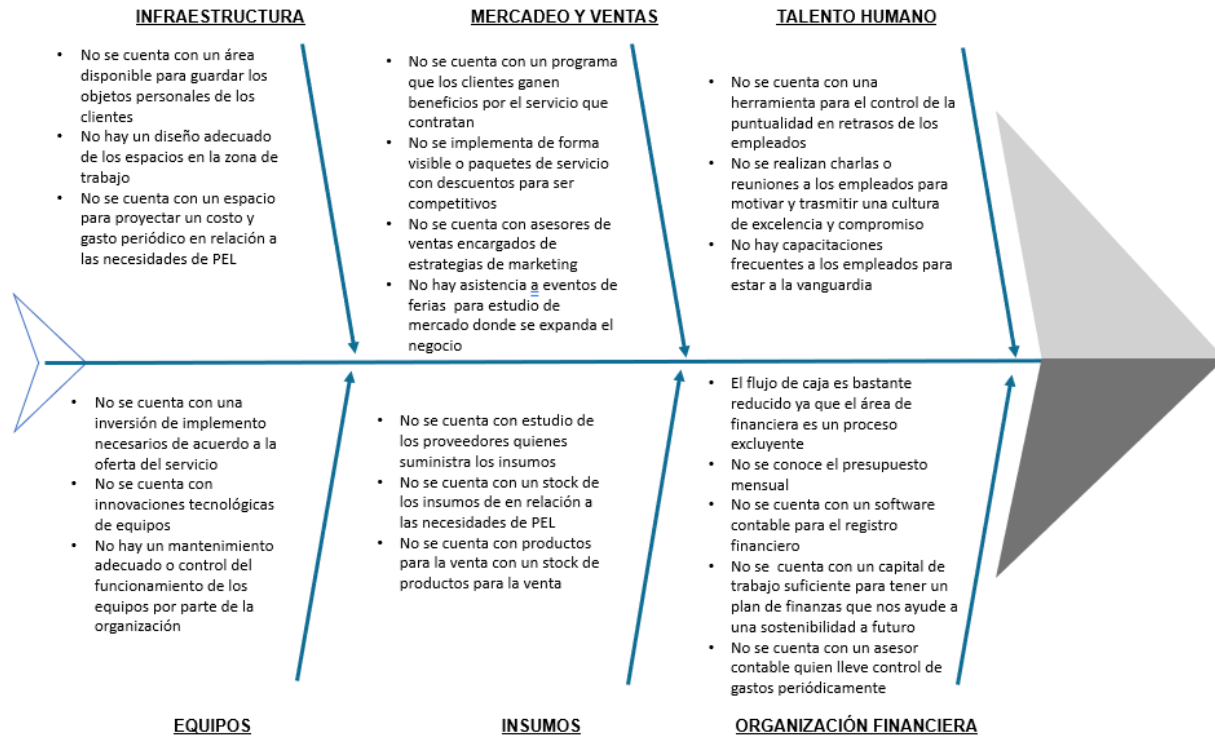 INFRAESTRUCTURA
• No se cuenta con un área
disponible para guardar los
objetos personales de los
clientes
• No hay un diseño adecuado
de los espacios en la zona de
trabajo
• No se cuenta con un espacio
para proyectar un costo y
gasto periódico en relación a
las necesidades de PEL
MERCADEO Y VENTAS
• No se cuenta con un programa
que los clientes ganen
beneficios por el servicio que
contratan
• No se implementa de forma
visible o paquetes de servicio
con descuentos para ser
competitivos
• No se cuenta con asesores de
ventas encargados de
estrategias de marketing
• No hay asistencia a eventos de
ferias para estudio de
mercado donde se expanda el
negocio
TALENTO HUMANO
• No se cuenta con una
herramienta para el control de la
puntualidad en retrasos de los
empleados
• No se realizan charlas o
reuniones a los empleados para
motivar y trasmitir una cultura
de excelencia y compromiso
• No hay capacitaciones
frecuentes a los empleados para
estar a la vanguardia
• No se cuenta con una
inversión de implemento
necesarios de acuerdo a la
oferta del servicio
• No se cuenta con
innovaciones tecnológicas
de equipos
• No hay un mantenimiento
adecuado o control del
funcionamiento de los
equipos por parte de la
organización
EQUIPOS
• No se cuenta con estudio de
los proveedores quienes
suministra los insumos
• No se cuenta con un stock de
los insumos de en relación a
las necesidades de PEL
• No se cuenta con productos
para la venta con un stock de
productos para la venta
INSUMOS
• El flujo de caja es bastante
reducido ya que el área de
financiera es un proceso
excluyente
• No se conoce el presupuesto
mensual
• No se cuenta con un software
contable para el registro
financiero
• No se cuenta con un capital de
trabajo suficiente para tener un
plan de finanzas que nos ayude a
una sostenibilidad a futuro
• No se cuenta con un asesor
contable quien lleve control de
gastos periódicamente
ORGANIZACIÓN FINANCIERA